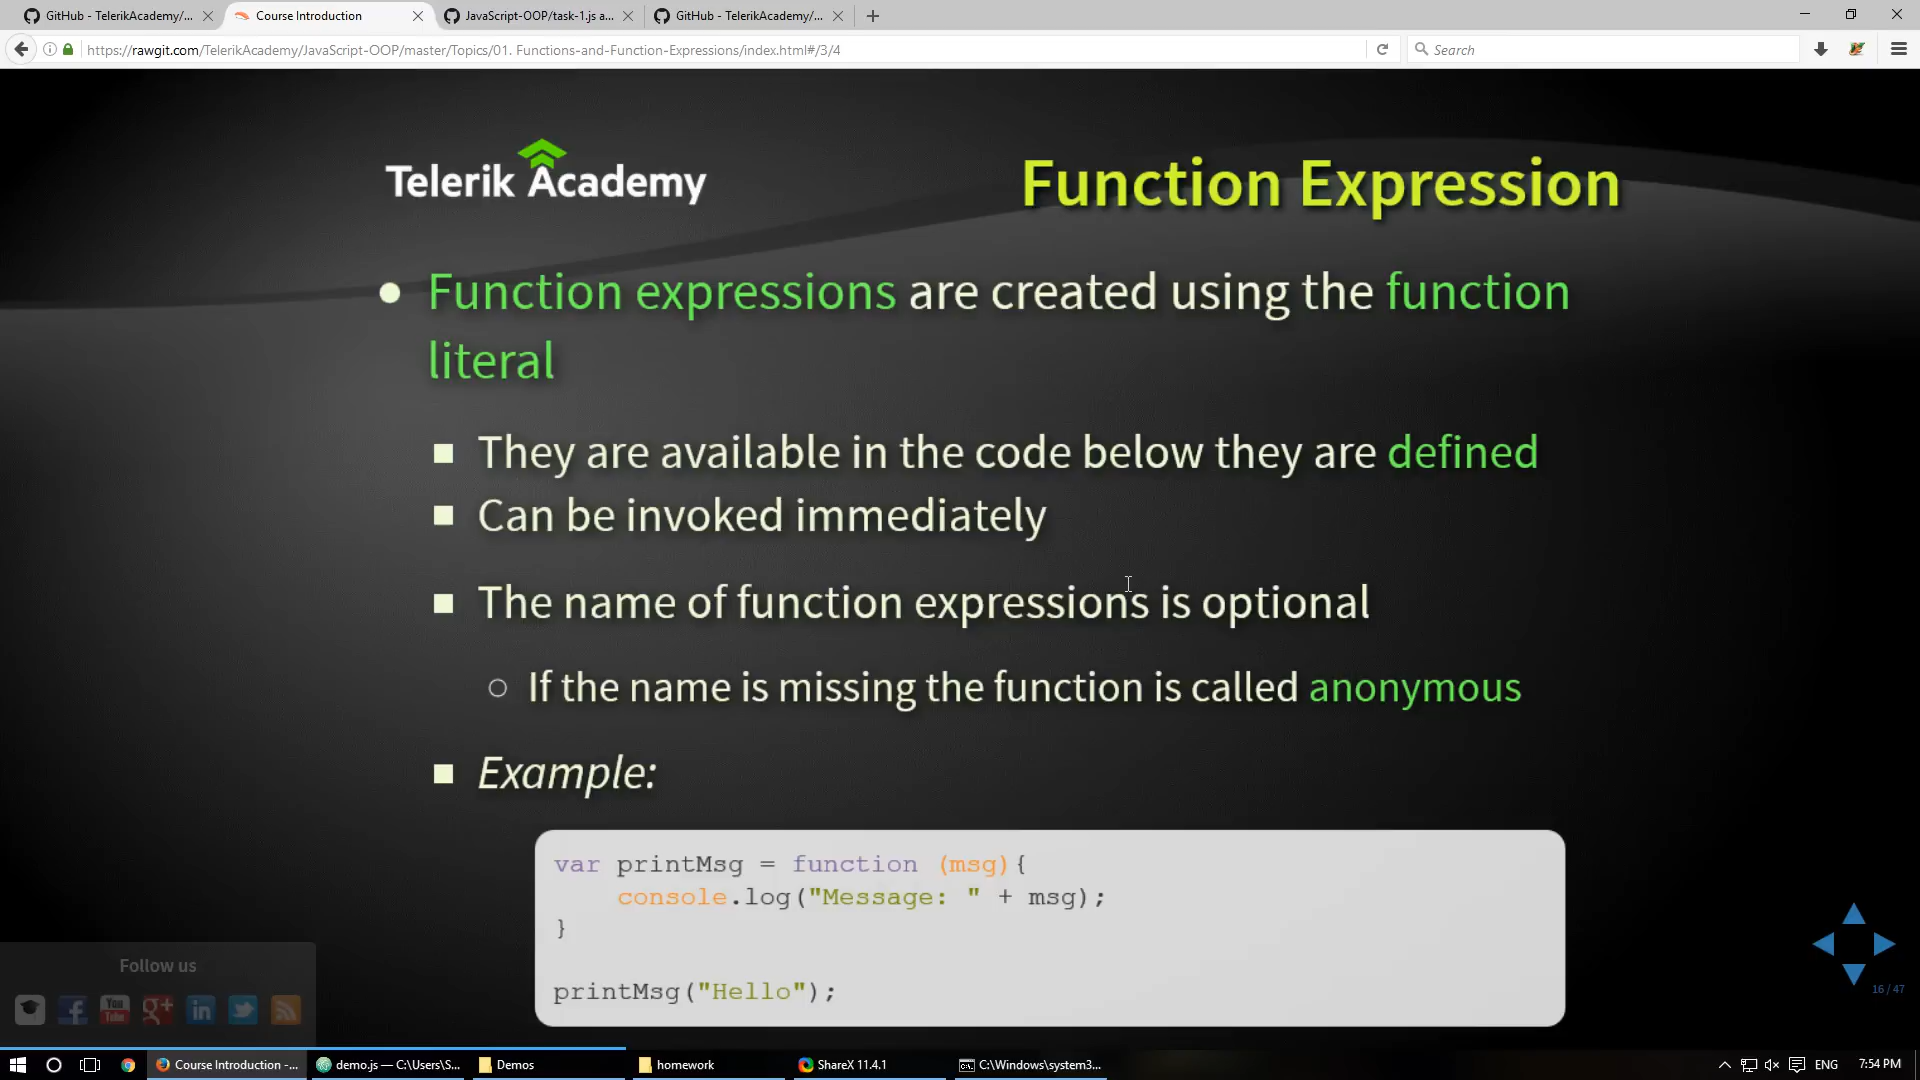 GitHub - TelerikAcademy/...
Course Introduction
JavaScript-OOP/task-1.js a...
GitHub - TelerikAcademy/...
https://rawgit.com/TelerikAcademy/JavaScript-OOP/master/Topics/01. Functions-and-Function-Expressions/index.html#/3/4
Search
Telerik Academy
Function Expression
Function expressions are created using the function
literal
They are available in the code below they are defined
Can be invoked immediately
The name of function expressions is optional
If the name is missing the function is called anonymous
Example:
var printMsg = function (msg){
console.log("Message: " + msg);
}
printMsg("Hello");
Follow us
You
Tube
16 / 47
Course Introduction -...
demo.js — C:\Users\S...
Demos
homework
ShareX 11.4.1
C:\Windows\system3...
ENG
7:54 PM